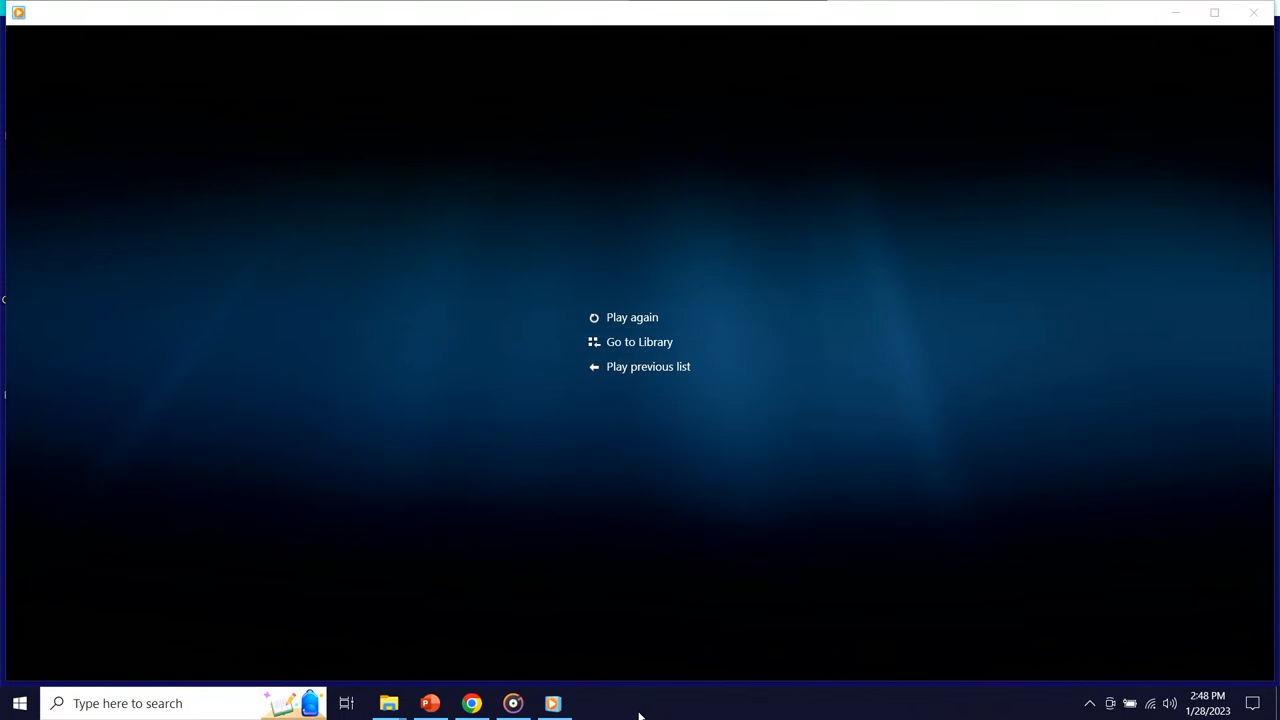 Play again
Go to Library
Play previous list
Type here to search
2:48 PM
1/28/2023